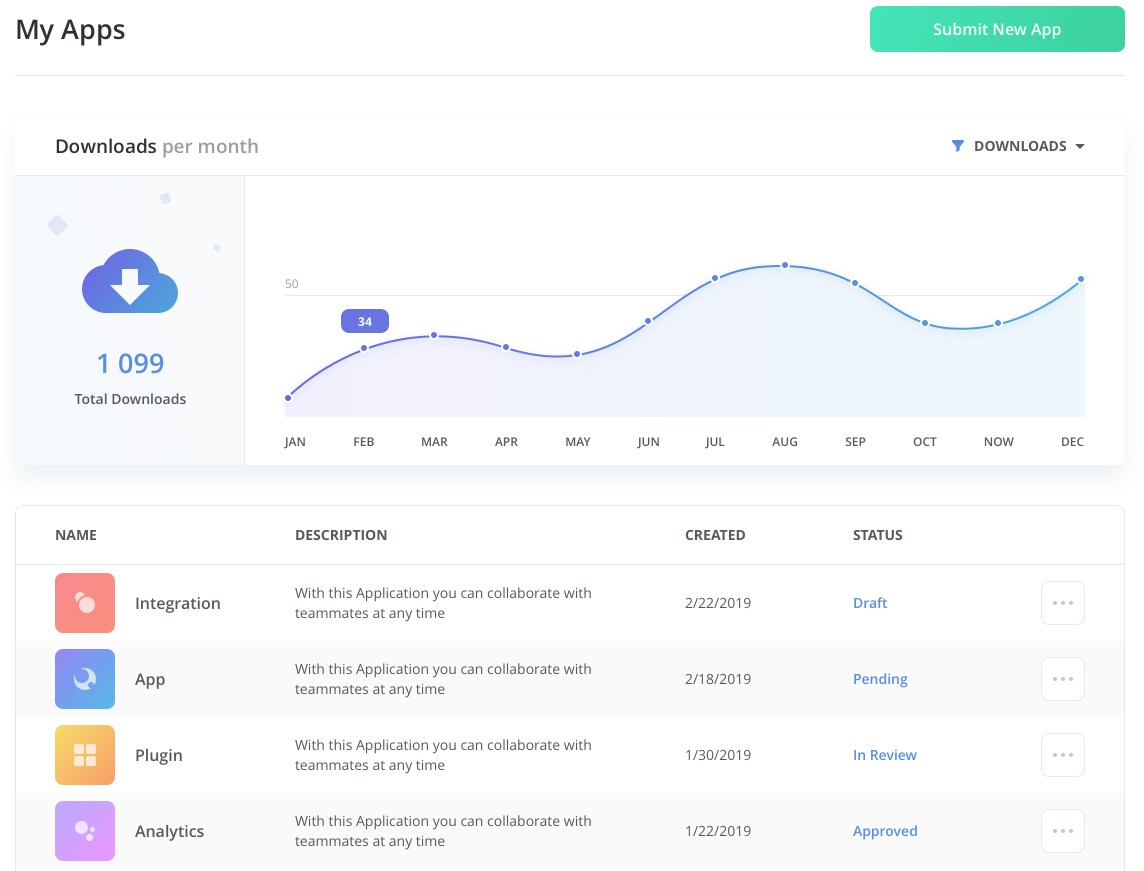 My Apps
Submit New App
Downloads per month
DOWNLOADS
50
34
1 099
Total Downloads
JAN FEB MAR APR MAY JUN JUL AUG SEP OCT NOW DEC
NAME DESCRIPTION CREATED STATUS
Integration
With this Application you can collaborate with
teammates at any time
2/22/2019
Draft
App
With this Application you can collaborate with
teammates at any time
2/18/2019
Pending
Plugin
With this Application you can collaborate with
teammates at any time
1/30/2019
In Review
Analytics
With this Application you can collaborate with
teammates at any time
1/22/2019
Approved